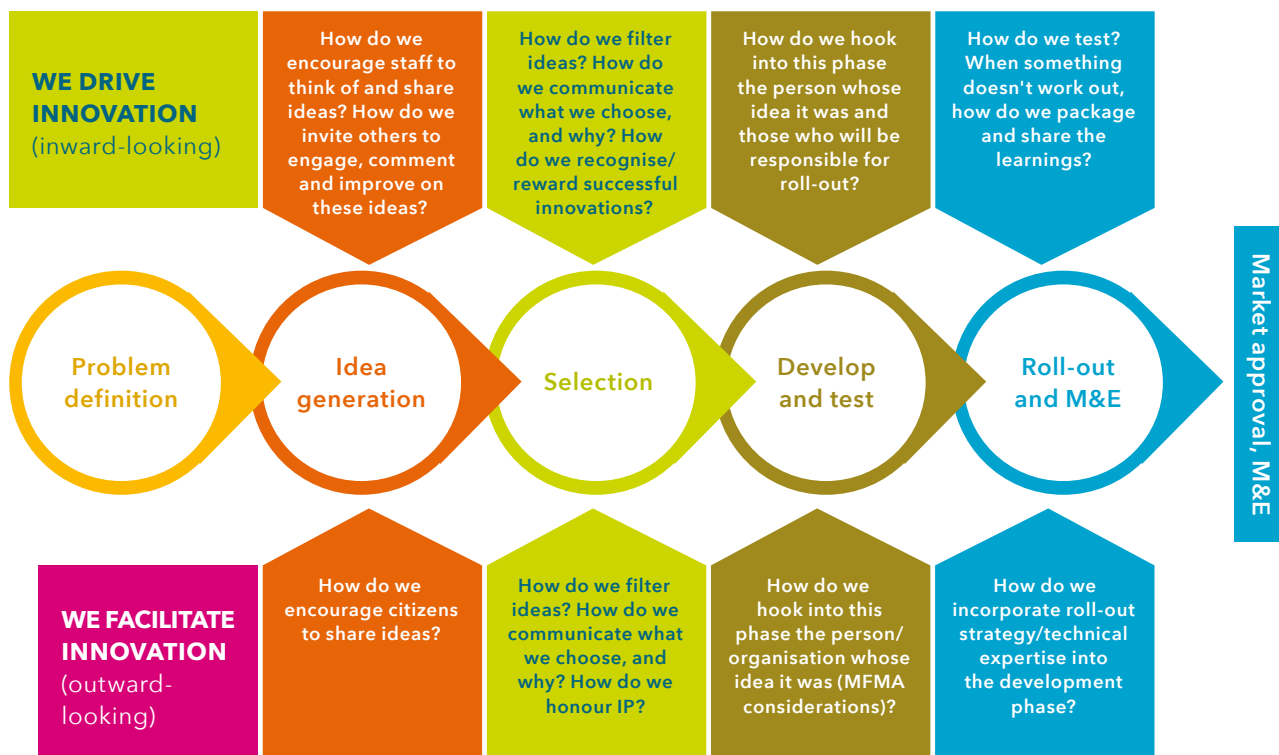 WE DRIVE
INNOVATION
(inward-looking)
How do we
encourage staff to
think of and share
ideas? How do we
invite others to
engage, comment
and improve on
these ideas?
How do we filter
ideas? How do
we communicate
what we choose,
and why? How
do we recognise/
reward successful
innovations?
How do we hook
into this phase
the person whose
idea it was and
those who will be
responsible for
roll-out?
How do we test?
When something
doesn't work out,
how do we package
and share the
learnings?
Problem
definition
Idea
generation
Selection
Develop
and test
Roll-out
and M&E
Market approval, M&E
WE FACILITATE
INNOVATION
(outward-
looking)
How do we
encourage citizens
to share ideas?
How do we filter
ideas? How do we
communicate what
we choose, and
why? How do we
honour IP?
How do we
hook into this
phase the person/
organisation whose
idea it was (MFMA
considerations)?
How do we
incorporate roll-out
strategy/technical
expertise into
the development
phase?